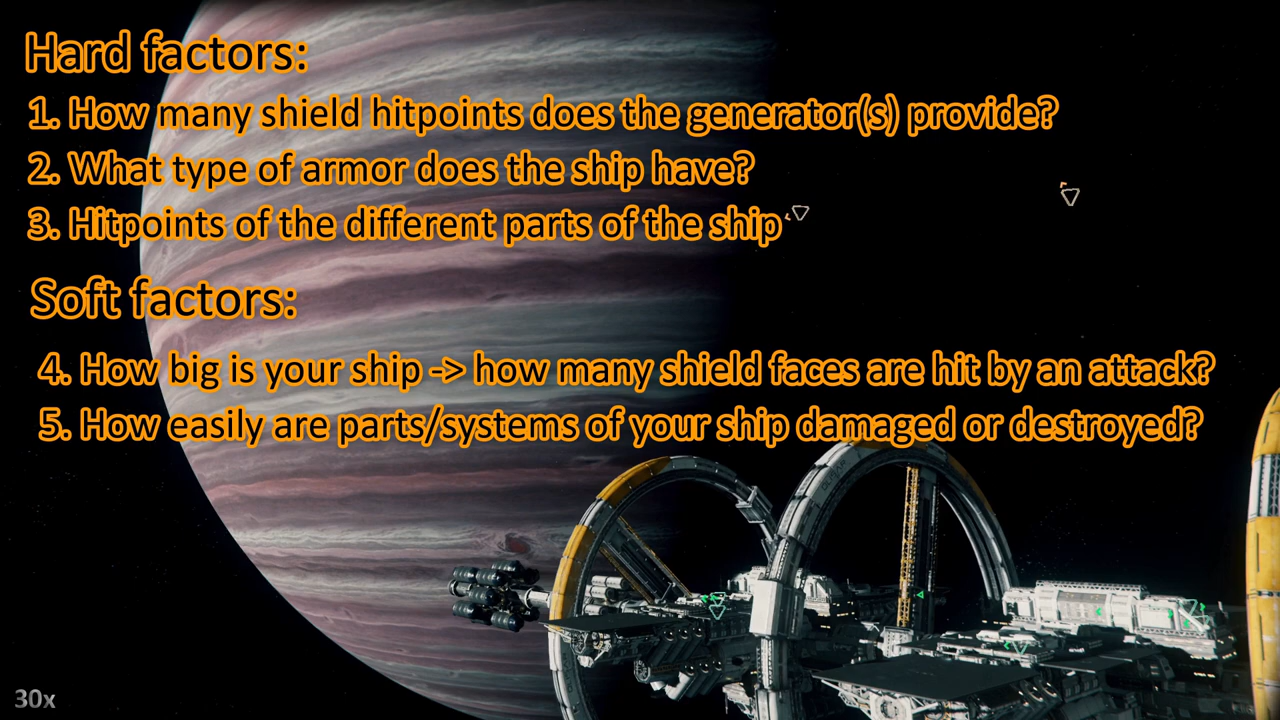 Hard factors:
1. How many shield hitpoints does the generator(s) provide?
2. What type of armor does the ship have?
3. Hitpoints of the different parts of the ship
Soft factors:
4. How big is your ship -> how many shield faces are hit by an attack?
5. How easily are parts/systems of your ship damaged or destroyed?
30x